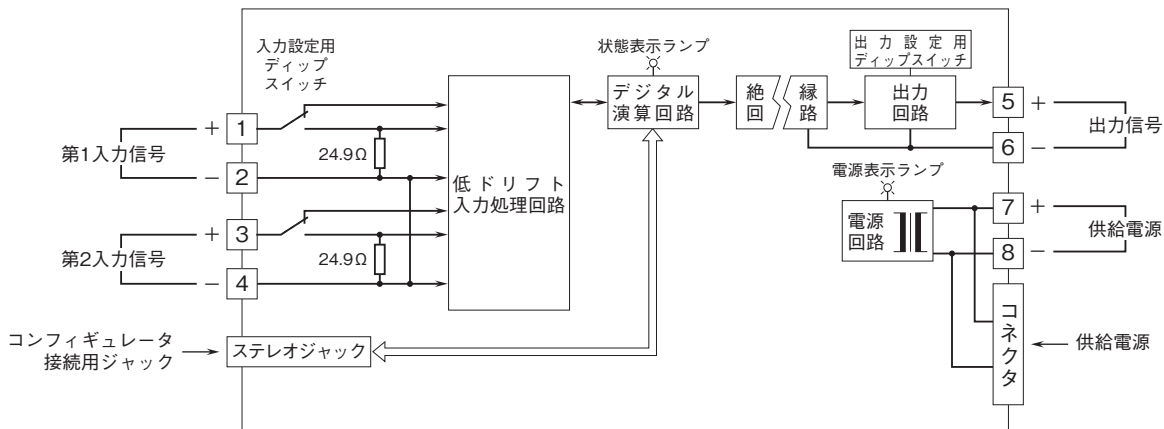 入力設定用
ディップ
スイッチ
状態表示ランプ
出力設定用
ディップスイッチ
デジタル
演算回路
絶
回
縁
路
出力
回路
5
+
出力信号
6
−
+
1
第1入力信号
24.9Ω
−
2
低ドリフト
入力処理回路
電源表示ランプ
電源
回路
7
+
供給電源
8
−
+
3
第2入力信号
24.9Ω
−
4
コンフィギュレータ
接続用ジャック
ステレオジャック
コネクタ
供給電源